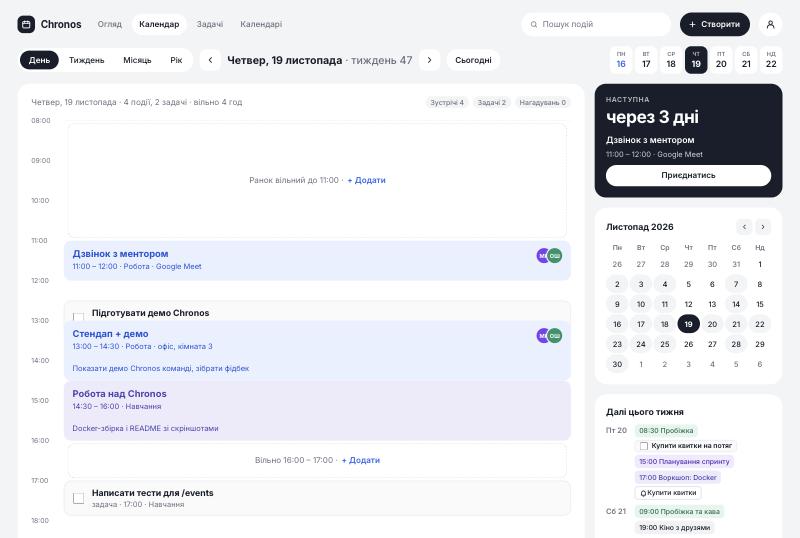 Chronos
Огляд
Календар
Задачі
Календарі
Пошук подій
+ Створити
День
Тиждень
Місяць
Рік
Четвер, 19 листопада · тиждень 47
Сьогодні
ПН ВТ СР ЧТ ПТ СБ НД
16 17 18 19 20 21 22
Четвер, 19 листопада · 4 події, 2 задачі · вільно 4 год
Зустрічі 4
Задачі 2
Нагадувань 0
08:00
09:00
Ранок вільний до 11:00 · + Додати
10:00
11:00
Дзвінок з ментором
11:00 – 12:00 · Робота · Google Meet
ОШ
12:00
Підготувати демо Chronos
13:00
Стендап + демо
13:00 – 14:30 · Робота · офіс, кімната 3
ОШ
14:00
Показати демо Chronos команді, зібрати фідбек
Робота над Chronos
15:00
14:30 – 16:00 · Навчання
Docker-збірка і README зі скріншотами
16:00
Вільно 16:00 – 17:00 · + Додати
17:00
Написати тести для /events
задача · 17:00 · Навчання
18:00
НАСТУПНА
через 3 дні
Дзвінок з ментором
11:00 – 12:00 · Google Meet
Приєднатись
Листопад 2026
Пн Вт Ср Чт Пт Сб Нд
26 27 28 29 30 31 1
2 3 4 5 6 7 8
9 10 11 12 13 14 15
16 17 18 19 20 21 22
23 24 25 26 27 28 29
30 1 2 3 4 5 6
Далі цього тижня
Пт 20
08:30 Пробіжка
Купити квитки на потяг
15:00 Планування спринту
17:00 Воркшоп: Docker
Купити квитки
Сб 21
09:00 Пробіжка та кава
19:00 Кіно з друзями